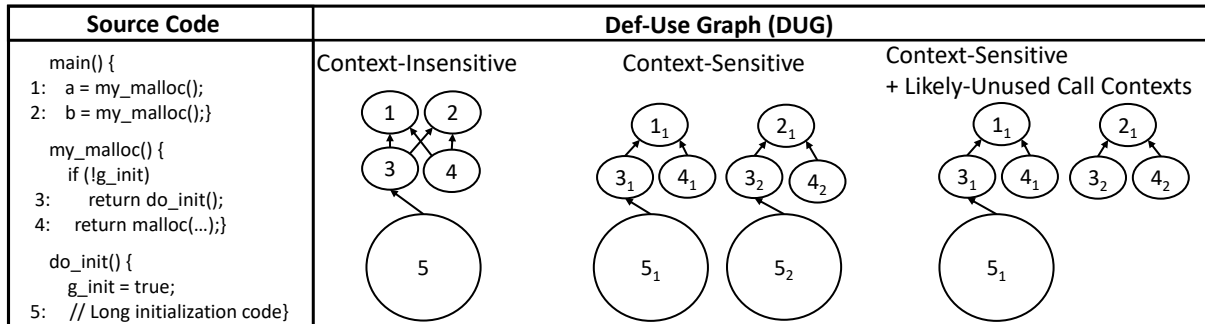 Source Code
Def-Use Graph (DUG)
main() {
1: a = my_malloc();
2: b = my_malloc();}
my_malloc() {
if (!g_init)
3: return do_init();
4: return malloc(…);}
do_init() {
g_init = true;
5: // Long initialization code}
Context-Insensitive
1 2
3 4
5
Context-Sensitive
1₁ 2₁
3₁ 4₁ 3₂ 4₂
5₁ 5₂
Context-Sensitive
+ Likely-Unused Call Contexts
1₁ 2₁
3₁ 4₁ 3₂ 4₂
5₁